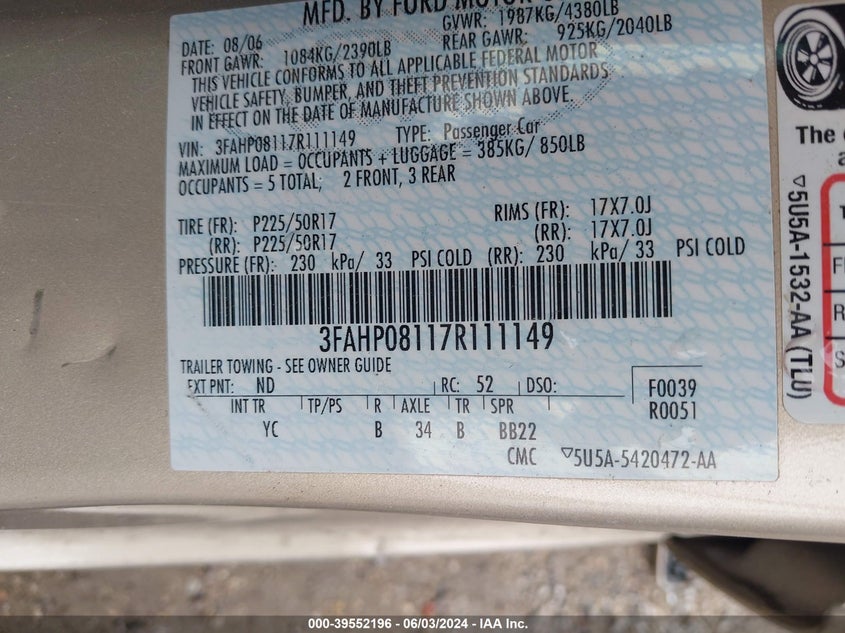 MFD. BY FORD MOTOR
DATE: 08/06 GVWR: 1987KG/4380LB
FRONT GAWR: 1084KG/2390LB REAR GAWR: 925KG/2040LB
THIS VEHICLE CONFORMS TO ALL APPLICABLE FEDERAL MOTOR
VEHICLE SAFETY, BUMPER, AND THEFT PREVENTION STANDARDS
IN EFFECT ON THE DATE OF MANUFACTURE SHOWN ABOVE.
VIN: 3FAHP08117R111149 TYPE: Passenger Car
MAXIMUM LOAD = OCCUPANTS + LUGGAGE = 385KG/ 850LB
OCCUPANTS = 5 TOTAL; 2 FRONT, 3 REAR
TIRE (FR): P225/50R17 RIMS (FR): 17X7.0J
(RR): P225/50R17 (RR): 17X7.0J
PRESSURE (FR): 230 kPa/ 33 PSI COLD (RR): 230 kPa/ 33 PSI COLD
3FAHP08117R111149
TRAILER TOWING - SEE OWNER GUIDE
EXT PNT: ND RC: 52 DSO: F0039
INT TR TP/PS R AXLE TR SPR R0051
YC B 34 B BB22
CMC ▽5U5A-5420472-AA
▽5U5A-1532-AA (TLU)
The
000-39552196 - 06/03/2024 - IAA Inc.